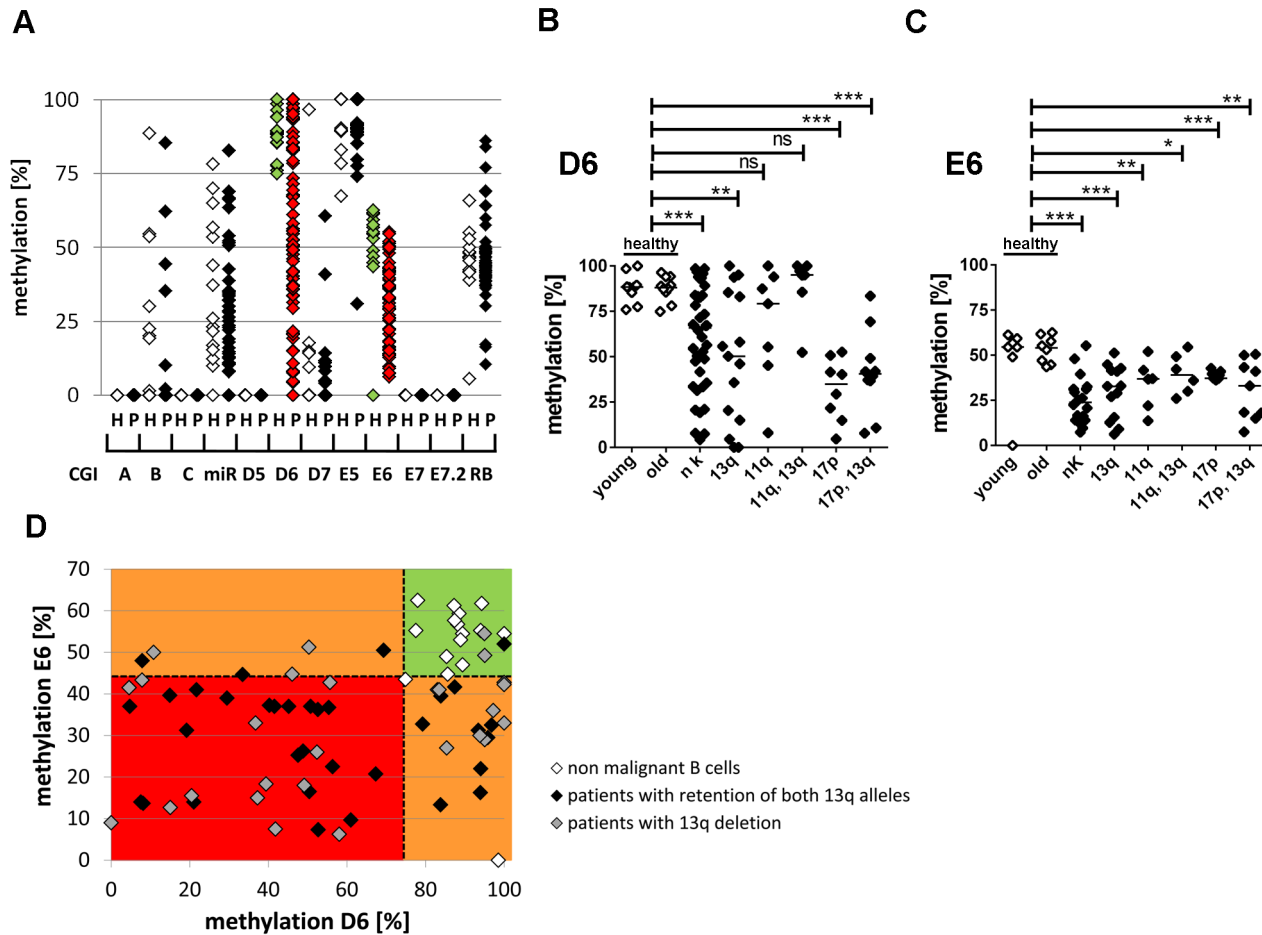 A
methylation [%]
100
75
50
25
0
H P H P H P H P H P H P H P H P H P H P H P H P
CGI A B C miR D5 D6 D7 E5 E6 E7 E7.2 RB
B
D6
***
***
ns
ns
**
***
healthy
methylation [%]
100
75
50
25
0
young
old
n k
13q
11q
11q, 13q
17p
17p, 13q
C
E6
**
***
*
**
***
***
healthy
methylation [%]
100
75
50
25
0
young
old
nK
13q
11q
11q, 13q
17p
17p, 13q
D
methylation E6 [%]
70
60
50
40
30
20
10
0
0 20 40 60 80 100
methylation D6 [%]
non malignant B cells
patients with retention of both 13q alleles
patients with 13q deletion